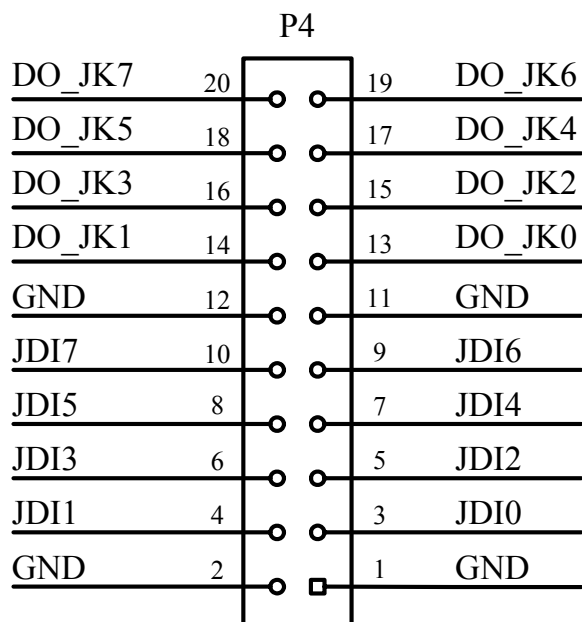 P4
DO_JK7 20 19 DO_JK6
DO_JK5 18 17 DO_JK4
DO_JK3 16 15 DO_JK2
DO_JK1 14 13 DO_JK0
GND 12 11 GND
JDI7 10 9 JDI6
JDI5 8 7 JDI4
JDI3 6 5 JDI2
JDI1 4 3 JDI0
GND 2 1 GND